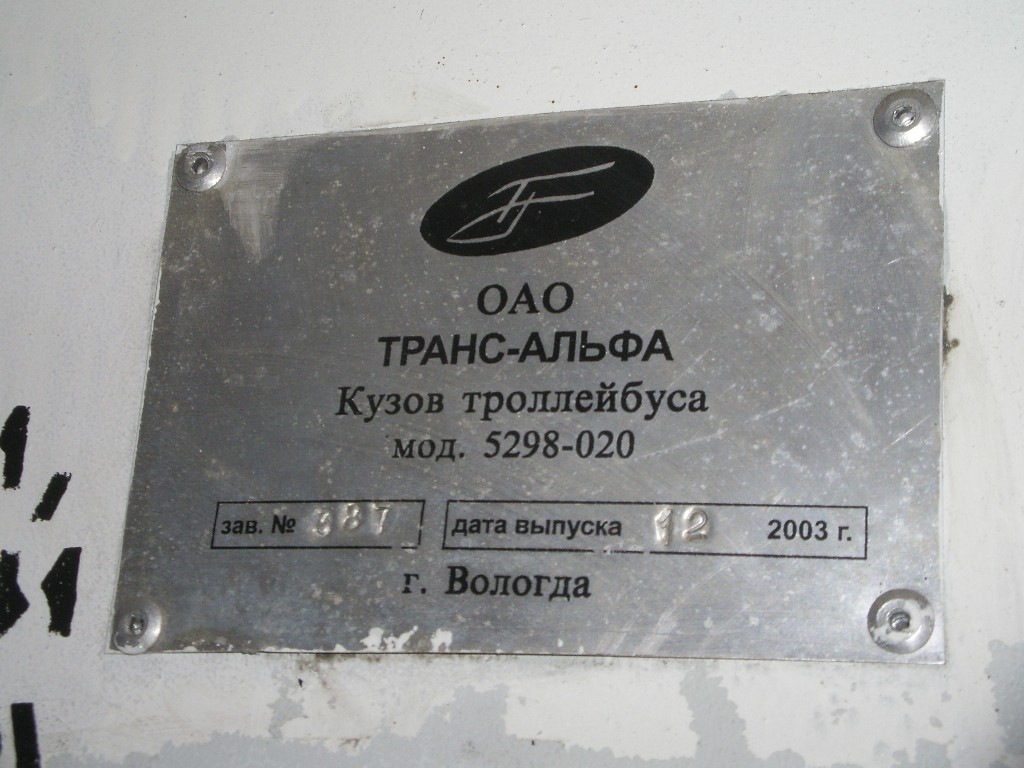 ОАО
ТРАНС-АЛЬФА
Кузов троллейбуса
мод. 5298-020
зав. № 387 дата выпуска 12 2003 г.
г. Вологда